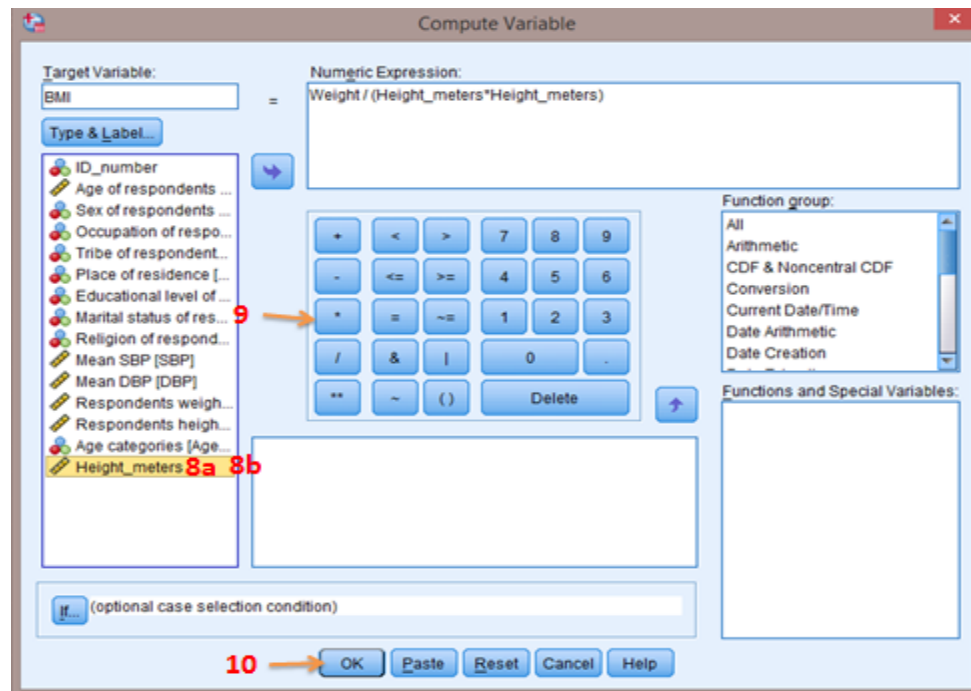 Compute Variable
x
Target Variable:
BMI
=
Numeric Expression:
Weight / (Height_meters*Height_meters)
Type & Label...
ID_number
Age of respondents ...
Sex of respondents ...
Occupation of respo...
Tribe of respondent...
Place of residence [...
Educational level of ...
Marital status of res...
Religion of respond...
Mean SBP [SBP]
Mean DBP [DBP]
Respondents weigh...
Respondents heigh...
Age categories [Age...
Height_meters 8a 8b
9
+ < > 7 8 9
- <= >= 4 5 6
* = ~= 1 2 3
/ & | 0 .
** ~ ( ) Delete
Function group:
All
Arithmetic
CDF & Noncentral CDF
Conversion
Current Date/Time
Date Arithmetic
Date Creation
Functions and Special Variables:
If... (optional case selection condition)
10
OK Paste Reset Cancel Help